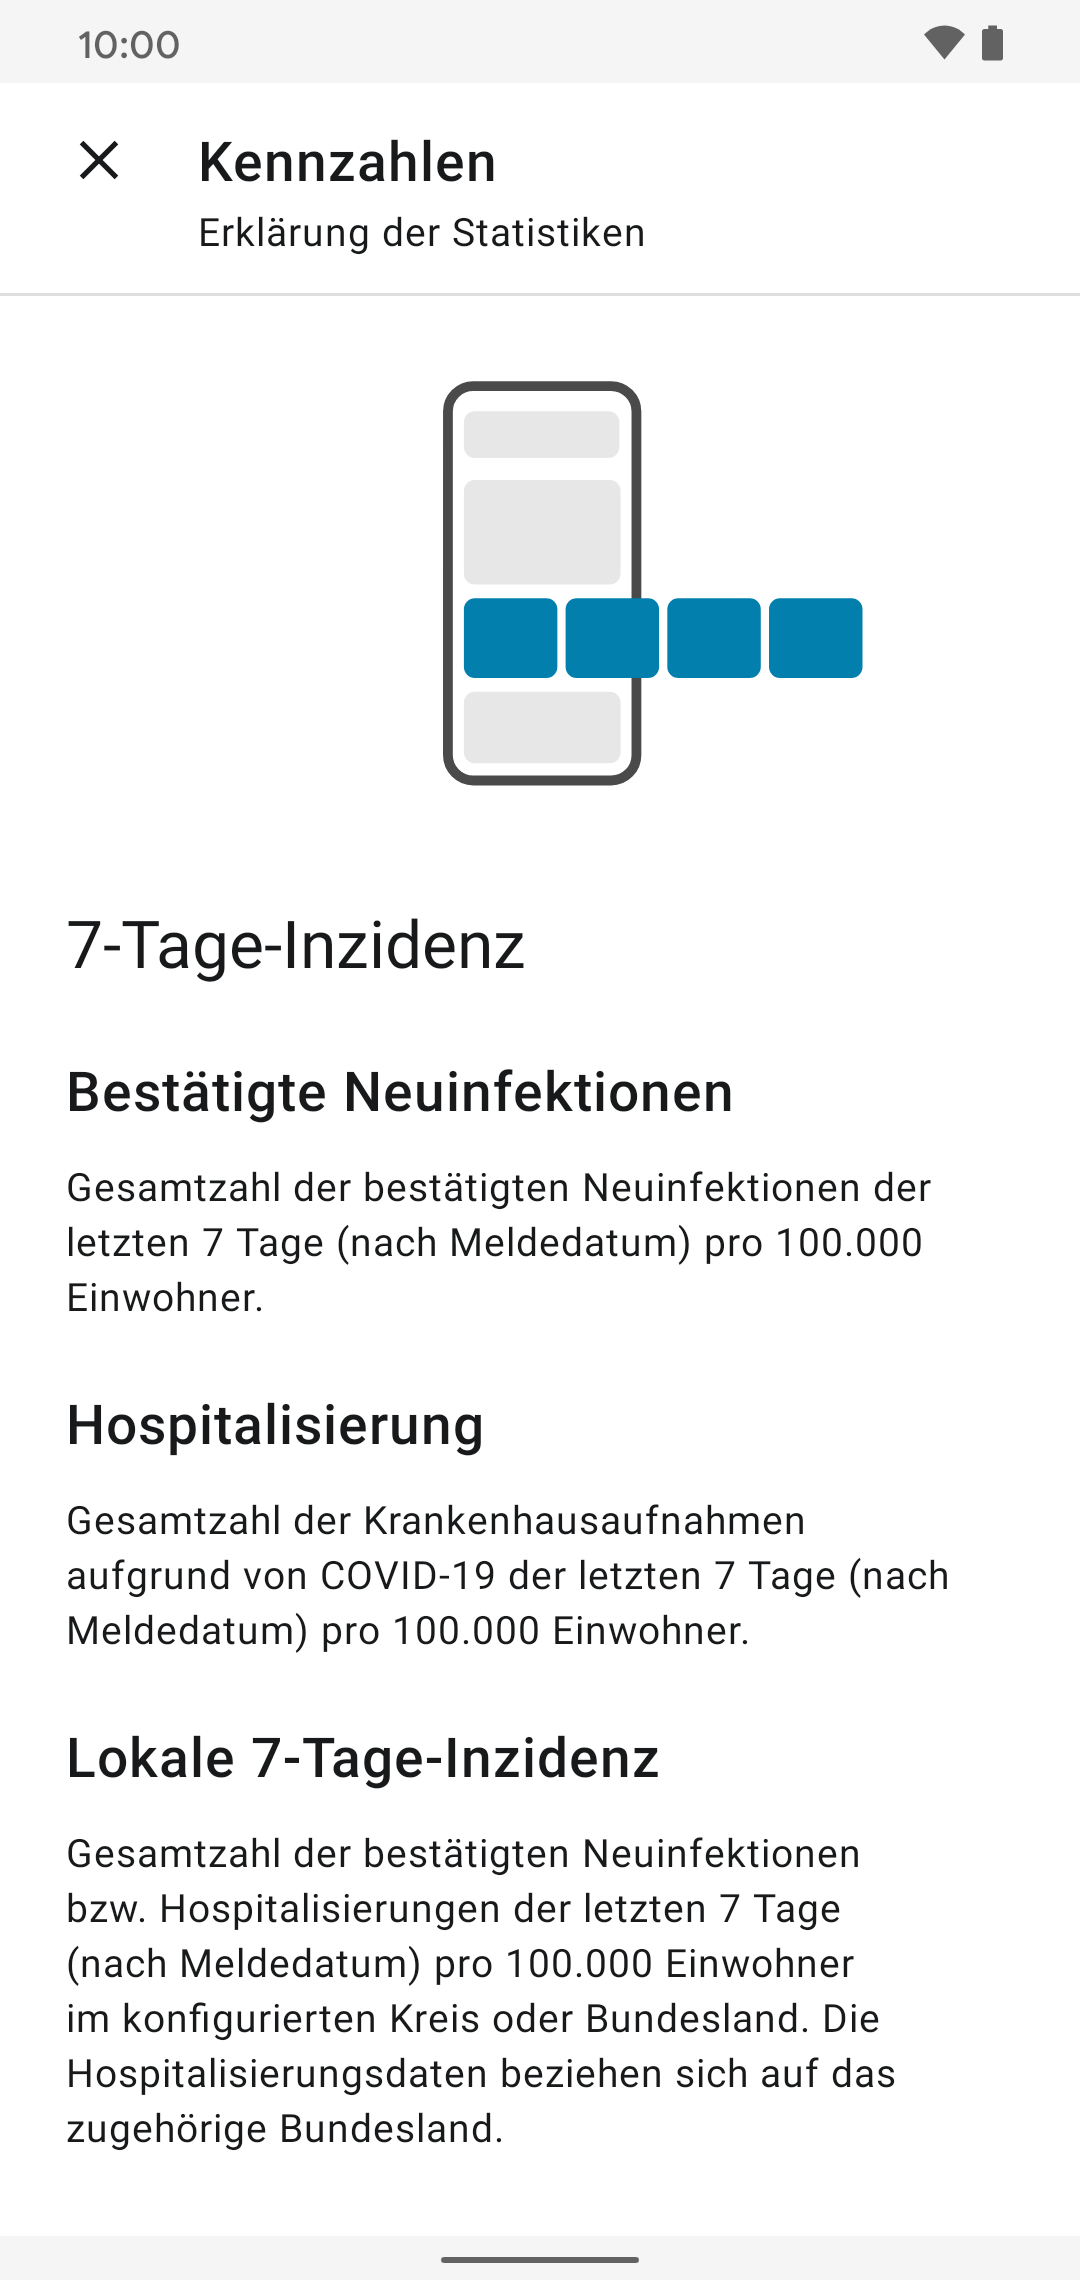 10:00
Kennzahlen
Erklärung der Statistiken
7-Tage-Inzidenz
Bestätigte Neuinfektionen
Gesamtzahl der bestätigten Neuinfektionen der
letzten 7 Tage (nach Meldedatum) pro 100.000
Einwohner.
Hospitalisierung
Gesamtzahl der Krankenhausaufnahmen
aufgrund von COVID-19 der letzten 7 Tage (nach
Meldedatum) pro 100.000 Einwohner.
Lokale 7-Tage-Inzidenz
Gesamtzahl der bestätigten Neuinfektionen
bzw. Hospitalisierungen der letzten 7 Tage
(nach Meldedatum) pro 100.000 Einwohner
im konfigurierten Kreis oder Bundesland. Die
Hospitalisierungsdaten beziehen sich auf das
zugehörige Bundesland.